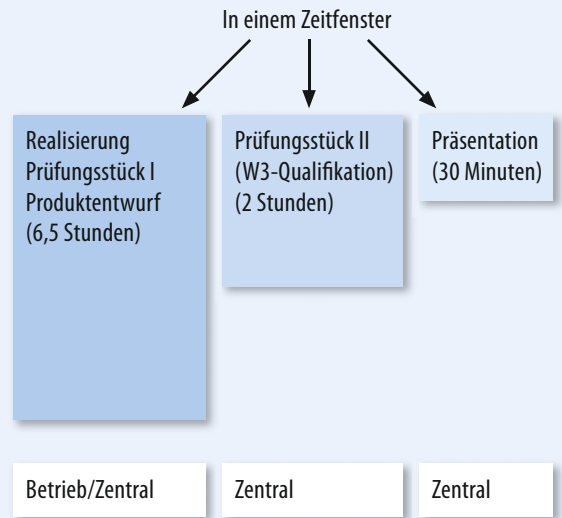 In einem Zeitfenster
Realisierung
Prüfungsstück I
Produktentwurf
(6,5 Stunden)
Prüfungsstück II
(W3-Qualifikation)
(2 Stunden)
Präsentation
(30 Minuten)
Betrieb/Zentral
Zentral
Zentral